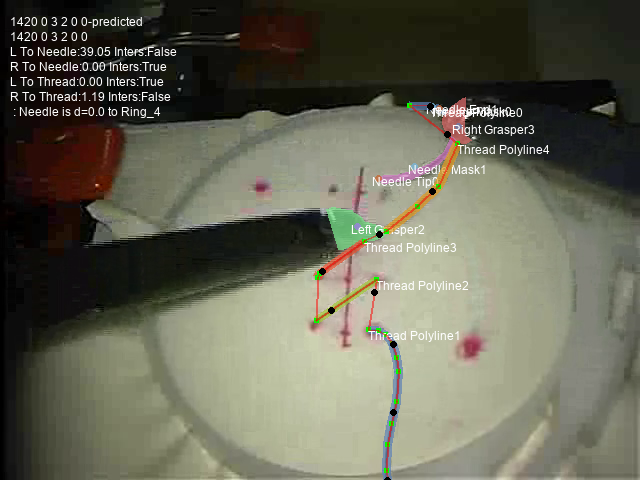 1420 0 3 2 0 0-predicted
1420 0 3 2 0 0
L To Needle:39.05 Inters:False
R To Needle:0.00 Inters:True
L To Thread:0.00 Inters:True
R To Thread:1.19 Inters:False
: Needle is d=0.0 to Ring_4
Right Grasper3
Thread Polyline4
Needle Mask1
Needle Tip0
Left Grasper2
Thread Polyline3
Thread Polyline2
Thread Polyline1